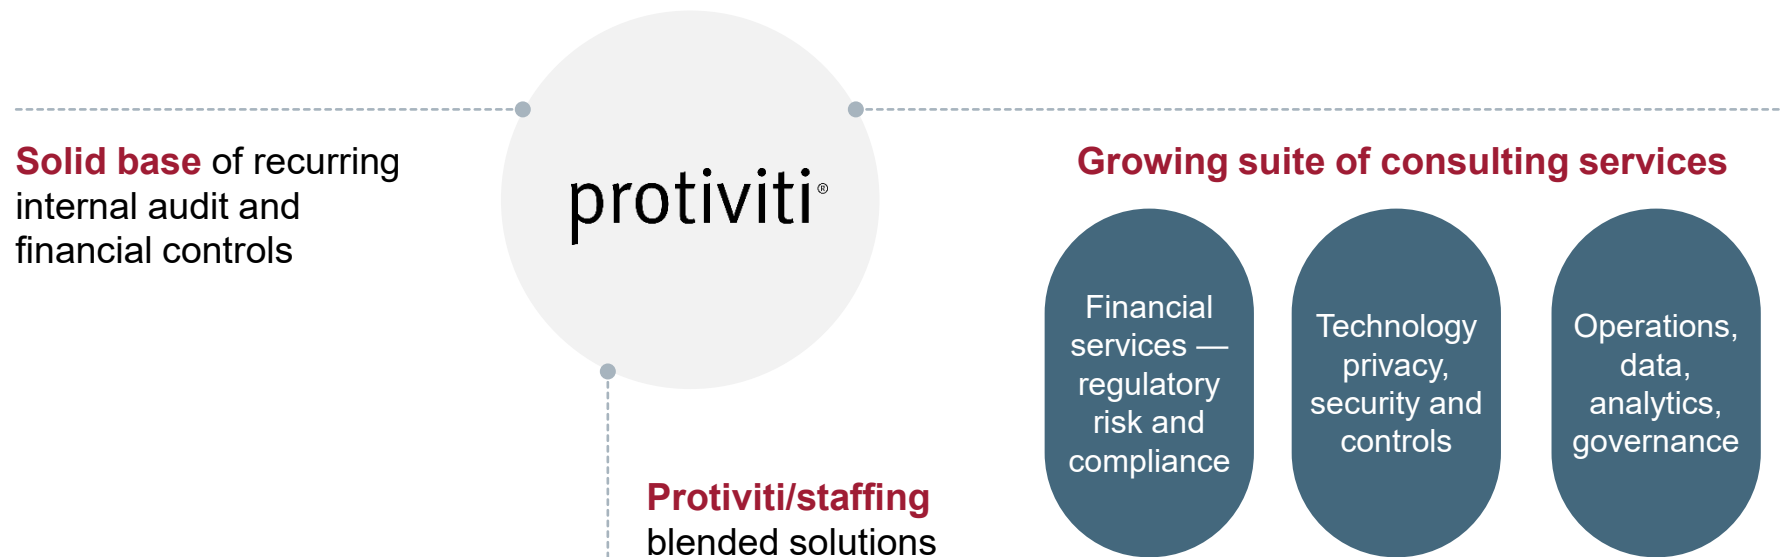 Solid base of recurring
internal audit and
financial controls
protiviti®
Protiviti/staffing
blended solutions
Growing suite of consulting services
Financial
services —
regulatory
risk and
compliance
Technology
privacy,
security and
controls
Operations,
data,
analytics,
governance